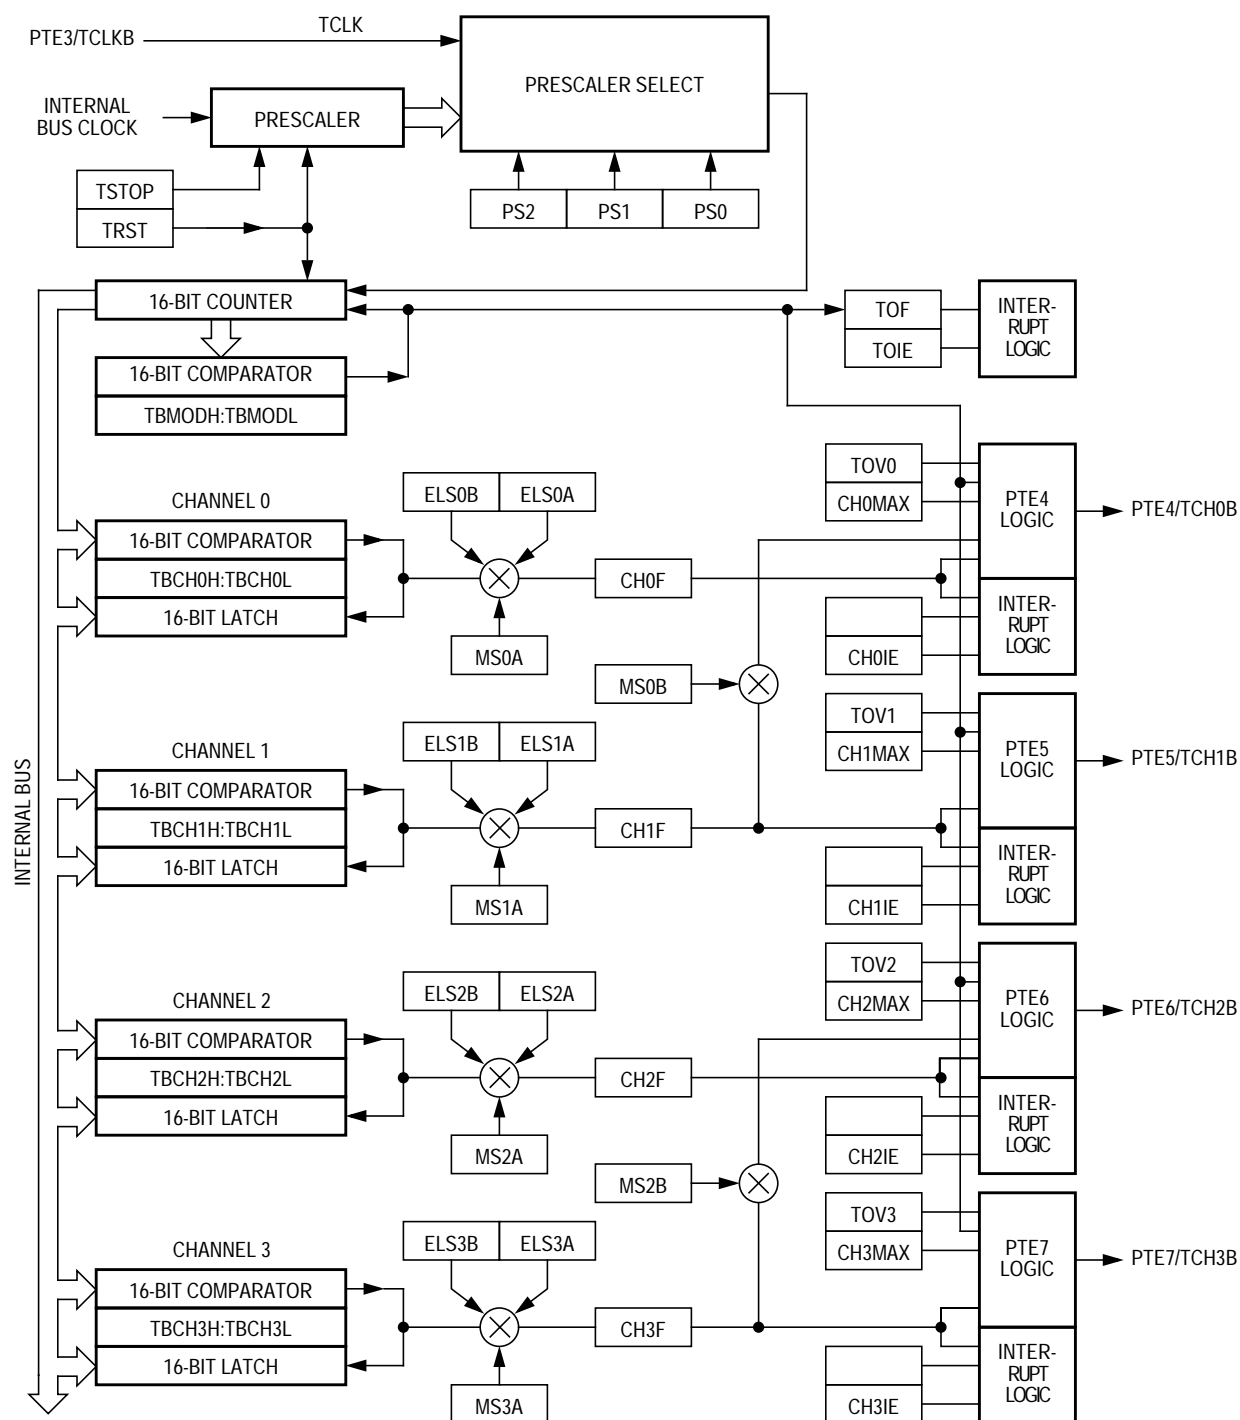 PTE3/TCLKB
TCLK
PRESCALER SELECT
INTERNAL
BUS CLOCK
PRESCALER
TSTOP
TRST
PS2
PS1
PS0
16-BIT COUNTER
16-BIT COMPARATOR
TBMODH:TBMODL
TOF
TOIE
INTER-
RUPT
LOGIC
INTERNAL BUS
CHANNEL 0
16-BIT COMPARATOR
TBCH0H:TBCH0L
16-BIT LATCH
ELS0B
ELS0A
MS0A
CH0F
MS0B
TOV0
CH0MAX
PTE4
LOGIC
PTE4/TCH0B
CH0IE
INTER-
RUPT
LOGIC
CHANNEL 1
16-BIT COMPARATOR
TBCH1H:TBCH1L
16-BIT LATCH
ELS1B
ELS1A
MS1A
CH1F
TOV1
CH1MAX
PTE5
LOGIC
PTE5/TCH1B
CH1IE
INTER-
RUPT
LOGIC
CHANNEL 2
16-BIT COMPARATOR
TBCH2H:TBCH2L
16-BIT LATCH
ELS2B
ELS2A
MS2A
CH2F
MS2B
TOV2
CH2MAX
PTE6
LOGIC
PTE6/TCH2B
CH2IE
INTER-
RUPT
LOGIC
CHANNEL 3
16-BIT COMPARATOR
TBCH3H:TBCH3L
16-BIT LATCH
ELS3B
ELS3A
MS3A
CH3F
TOV3
CH3MAX
PTE7
LOGIC
PTE7/TCH3B
CH3IE
INTER-
RUPT
LOGIC